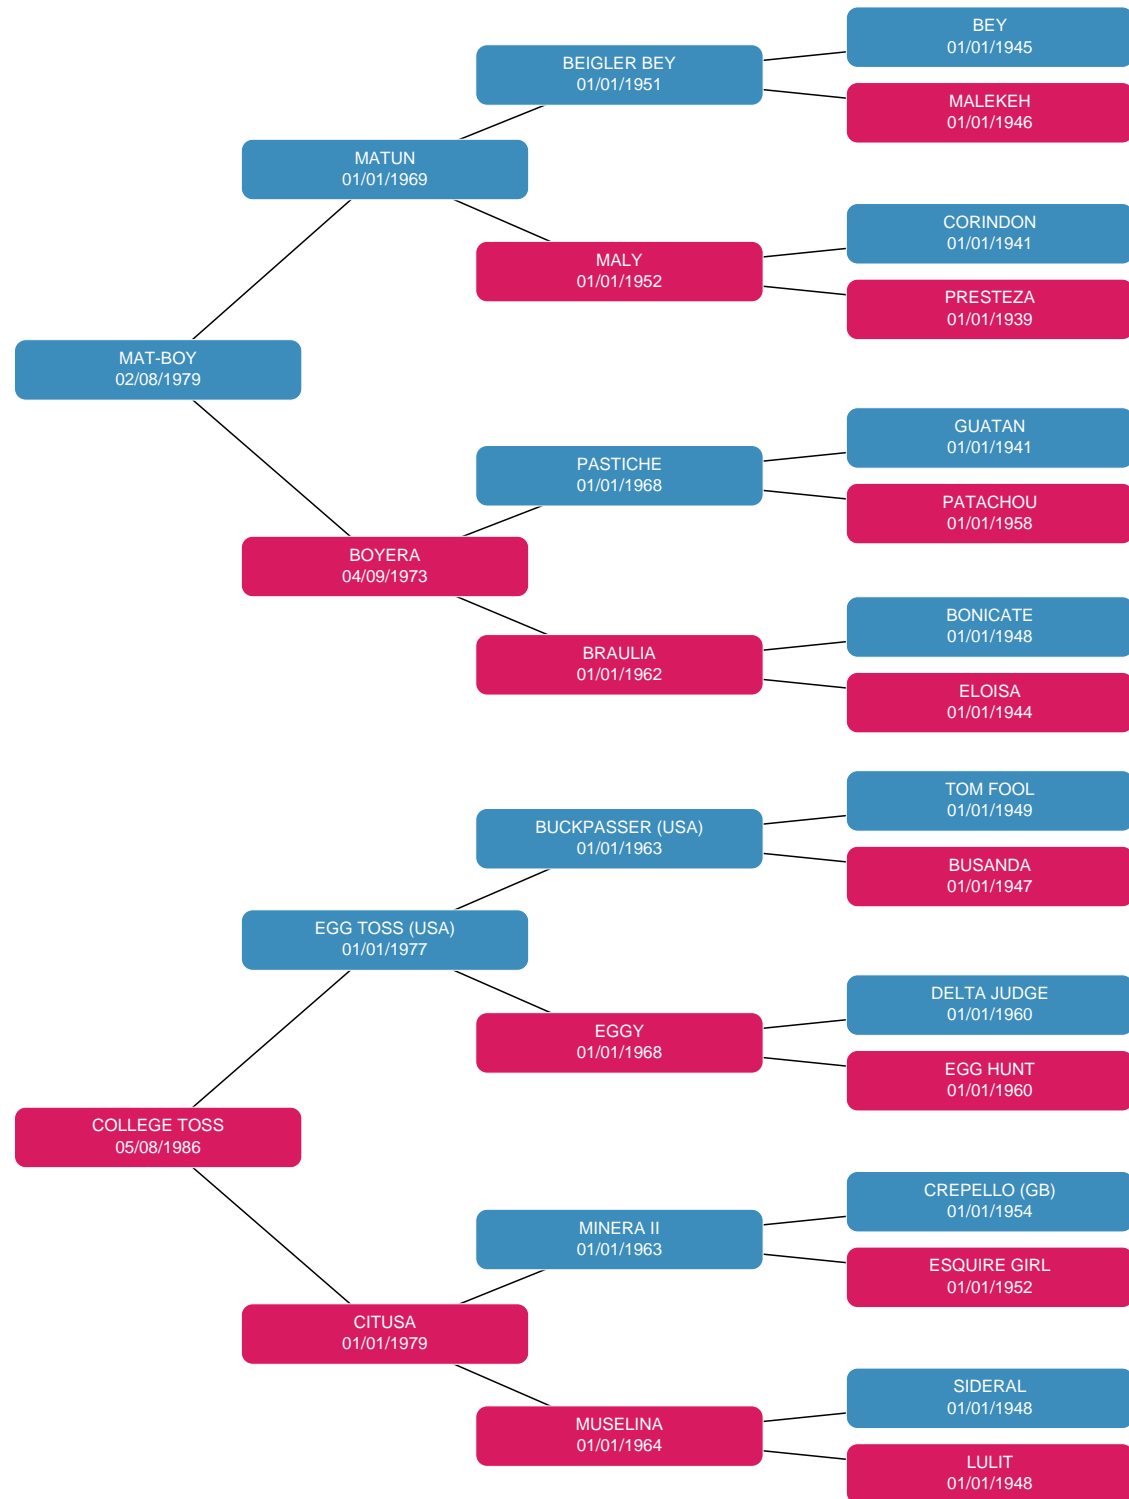 BEY
01/01/1945
BEIGLER BEY
01/01/1951
MALEKEH
01/01/1946
MATUN
01/01/1969
CORINDON
01/01/1941
MALY
01/01/1952
PRESTEZA
01/01/1939
MAT-BOY
02/08/1979
GUATAN
01/01/1941
PASTICHE
01/01/1968
PATACHOU
01/01/1958
BOYERA
04/09/1973
BONICATE
01/01/1948
BRAULIA
01/01/1962
ELOISA
01/01/1944
TOM FOOL
01/01/1949
BUCKPASSER (USA)
01/01/1963
BUSANDA
01/01/1947
EGG TOSS (USA)
01/01/1977
DELTA JUDGE
01/01/1960
EGGY
01/01/1968
EGG HUNT
01/01/1960
COLLEGE TOSS
05/08/1986
CREPELLO (GB)
01/01/1954
MINERA II
01/01/1963
ESQUIRE GIRL
01/01/1952
CITUSA
01/01/1979
SIDERAL
01/01/1948
MUSELINA
01/01/1964
LULIT
01/01/1948